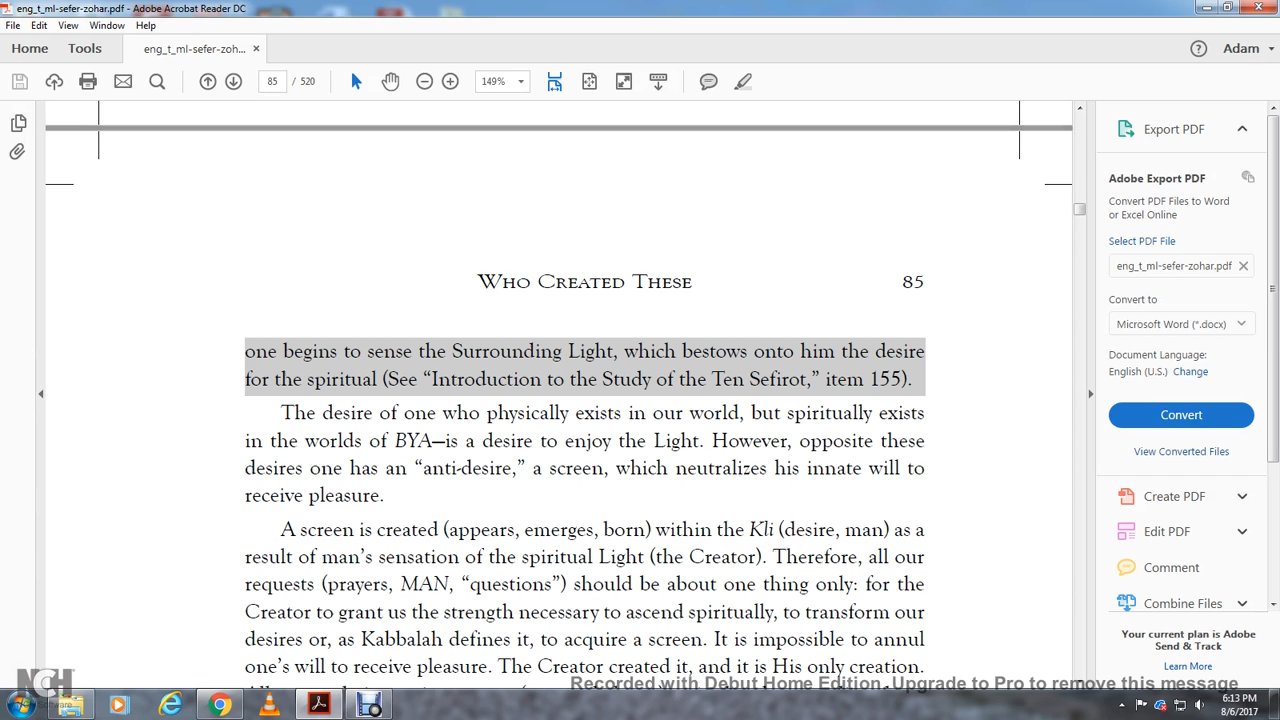 eng_t_ml-sefer-zohar.pdf - Adobe Acrobat Reader DC
File Edit View Window Help
Home Tools eng_t_ml-sefer-zoh... × Adam
85 / 520 149%
Export PDF
Adobe Export PDF
Convert PDF Files to Word
or Excel Online
Select PDF File
eng_t_ml-sefer-zohar.pdf
Convert to
Microsoft Word (*.docx)
Document Language:
English (U.S.) Change
Convert
View Converted Files
Create PDF
Edit PDF
Comment
Combine Files
Your current plan is Adobe
Send & Track
Learn More
Who Created These 85
one begins to sense the Surrounding Light, which bestows onto him the desire
for the spiritual (See “Introduction to the Study of the Ten Sefirot,” item 155).
The desire of one who physically exists in our world, but spiritually exists
in the worlds of BYA—is a desire to enjoy the Light. However, opposite these
desires one has an “anti-desire,” a screen, which neutralizes his innate will to
receive pleasure.
A screen is created (appears, emerges, born) within the Kli (desire, man) as a
result of man’s sensation of the spiritual Light (the Creator). Therefore, all our
requests (prayers, MAN, “questions”) should be about one thing only: for the
Creator to grant us the strength necessary to ascend spiritually, to transform our
desires or, as Kabbalah defines it, to acquire a screen. It is impossible to annul
one’s will to receive pleasure. The Creator created it, and it is His only creation.
NCH
Software
Recorded with Debut Home Edition. Upgrade to Pro to remove this message
6:13 PM
8/6/2017